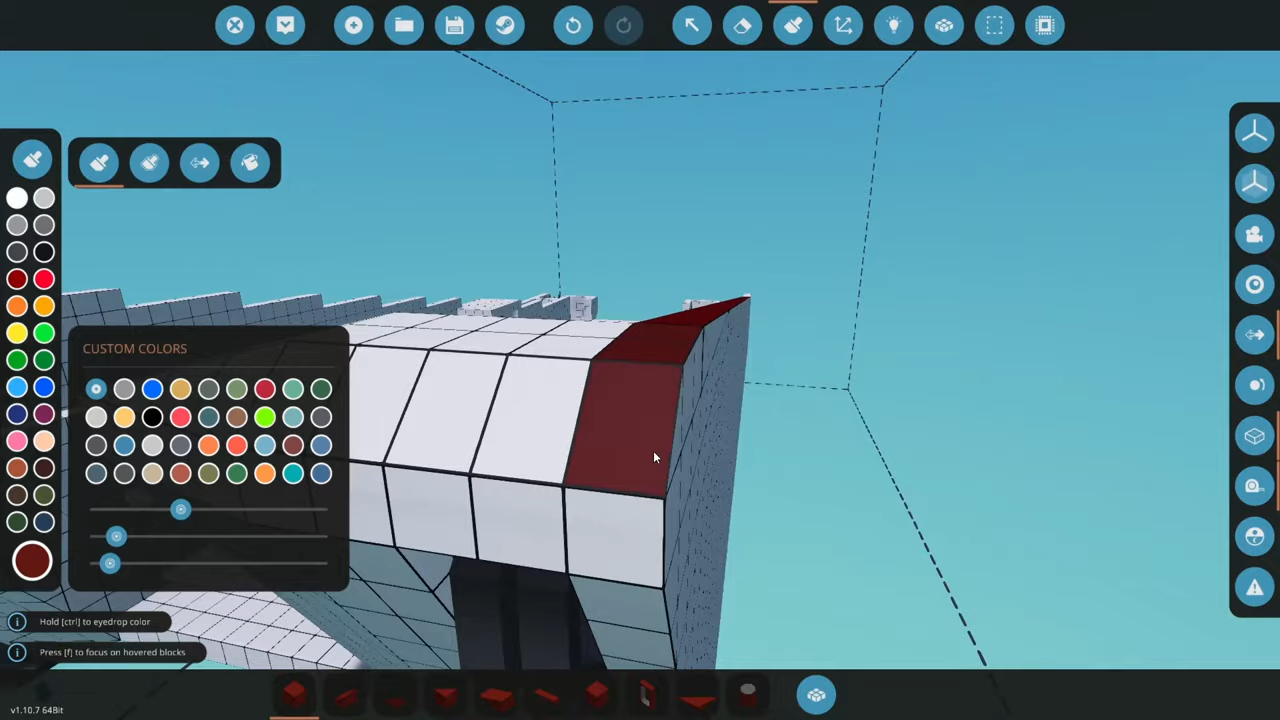 CUSTOM COLORS
Hold [ctrl] to eyedrop color
Press [f] to focus on hovered blocks
v1.10.7 64Bit